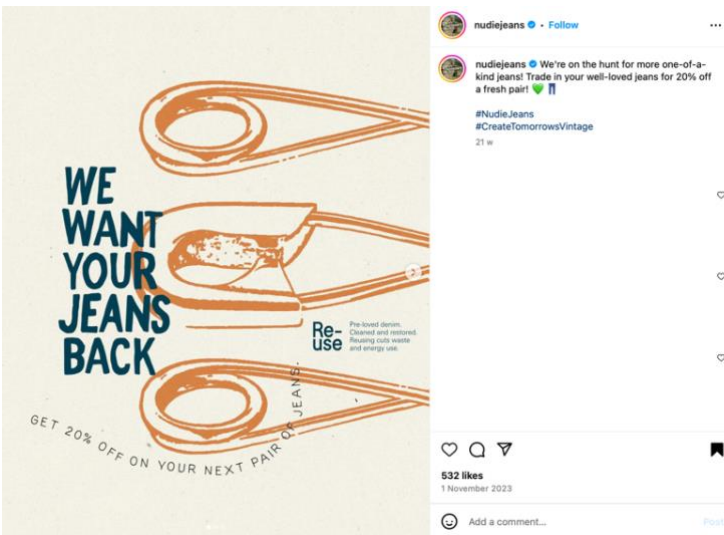 WE
WANT
YOUR
JEANS
BACK
Re-
use
Pre-loved denim.
Cleaned and restored.
Reusing cuts waste
and energy use.
GET 20% OFF ON YOUR NEXT PAIR OF JEANS.
nudiejeans • Follow
nudiejeans We're on the hunt for more one-of-a-
kind jeans! Trade in your well-loved jeans for 20% off
a fresh pair! 💚 👖
#NudieJeans
#CreateTomorrowsVintage
21 w
532 likes
1 November 2023
Add a comment...
Post